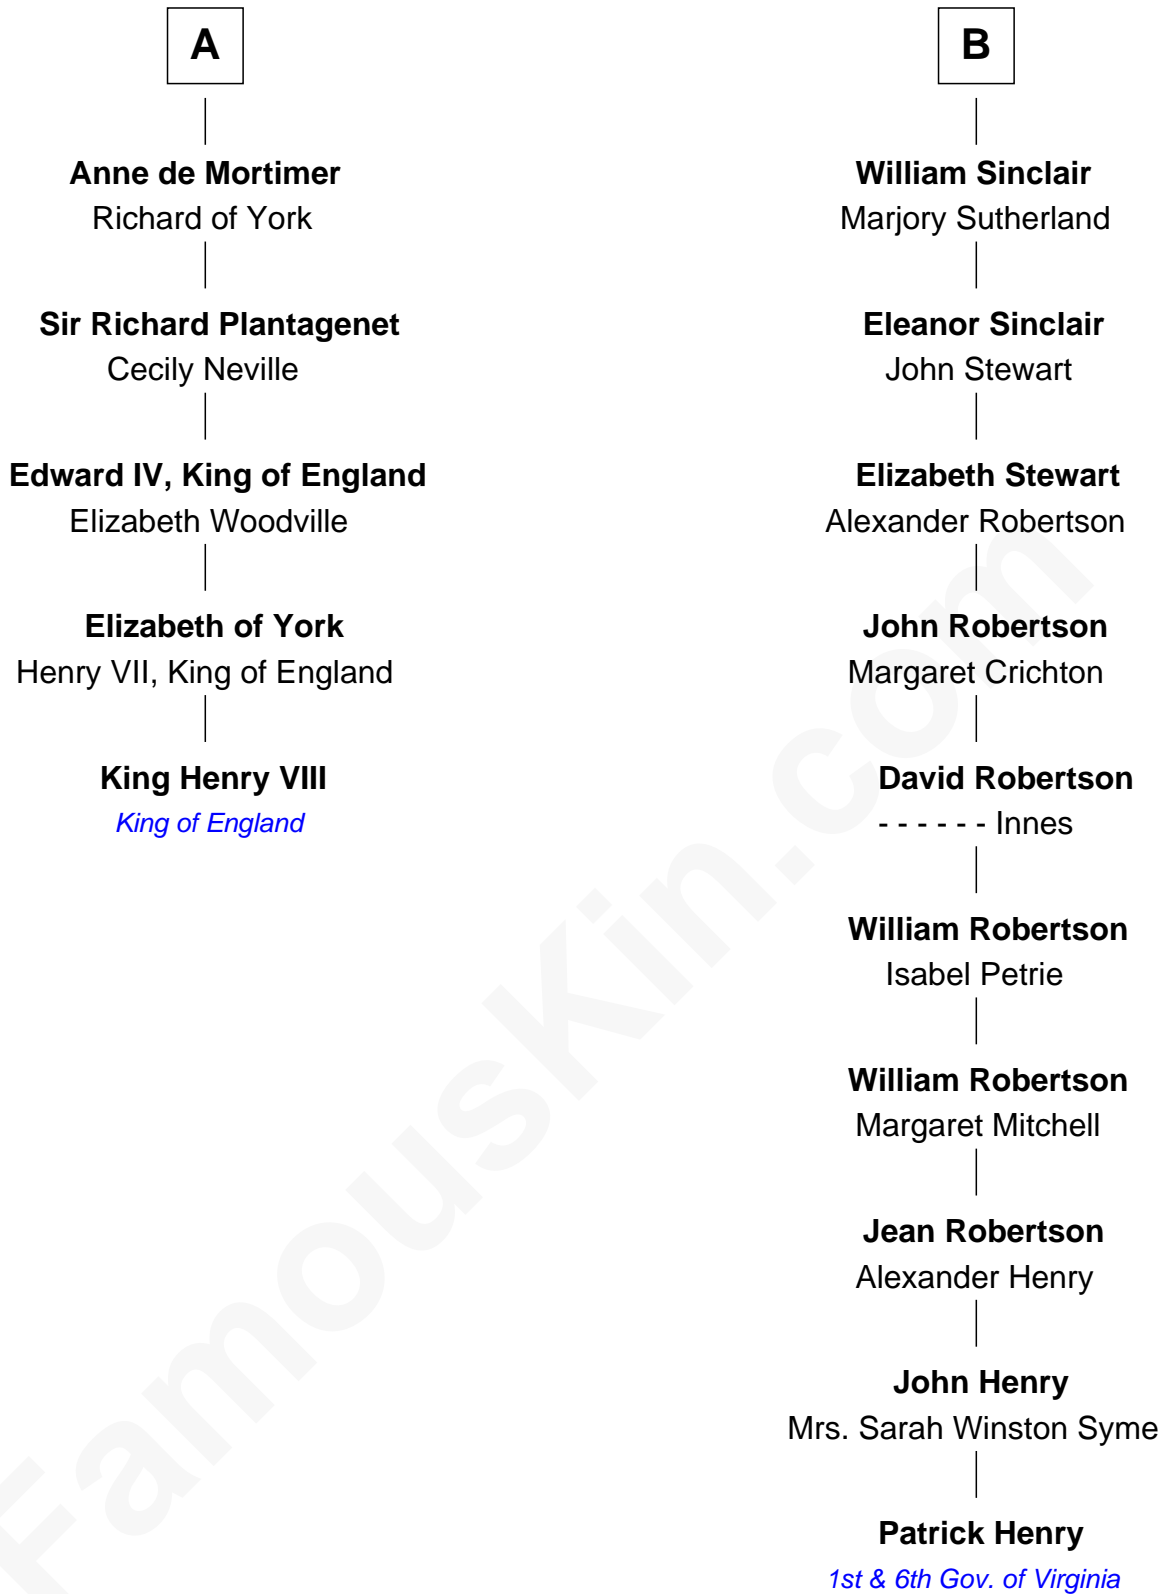 A
Anne de Mortimer
Richard of York
Sir Richard Plantagenet
Cecily Neville
Edward IV, King of England
Elizabeth Woodville
Elizabeth of York
Henry VII, King of England
King Henry VIII
King of England
B
William Sinclair
Marjory Sutherland
Eleanor Sinclair
John Stewart
Elizabeth Stewart
Alexander Robertson
John Robertson
Margaret Crichton
David Robertson
- - - - - - Innes
William Robertson
Isabel Petrie
William Robertson
Margaret Mitchell
Jean Robertson
Alexander Henry
John Henry
Mrs. Sarah Winston Syme
Patrick Henry
1st & 6th Gov. of Virginia
FamousKin.com